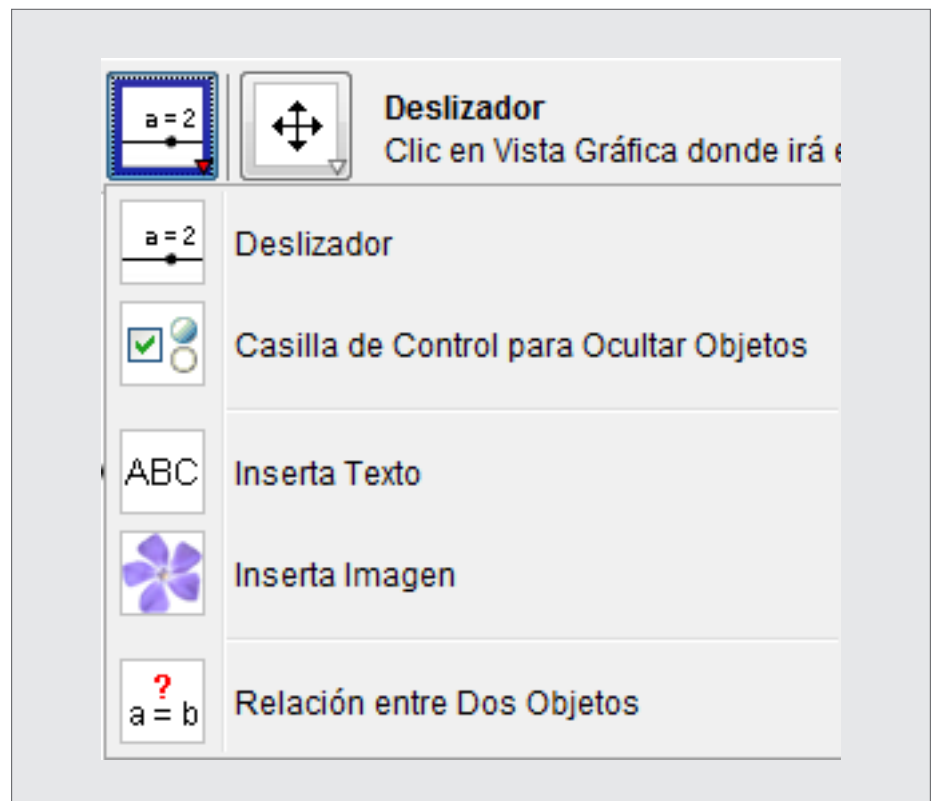 a = 2
Deslizador
Clic en Vista Gráfica donde irá
a = 2
Deslizador
Casilla de Control para Ocultar Objetos
ABC
Inserta Texto
Inserta Imagen
?
a = b
Relación entre Dos Objetos